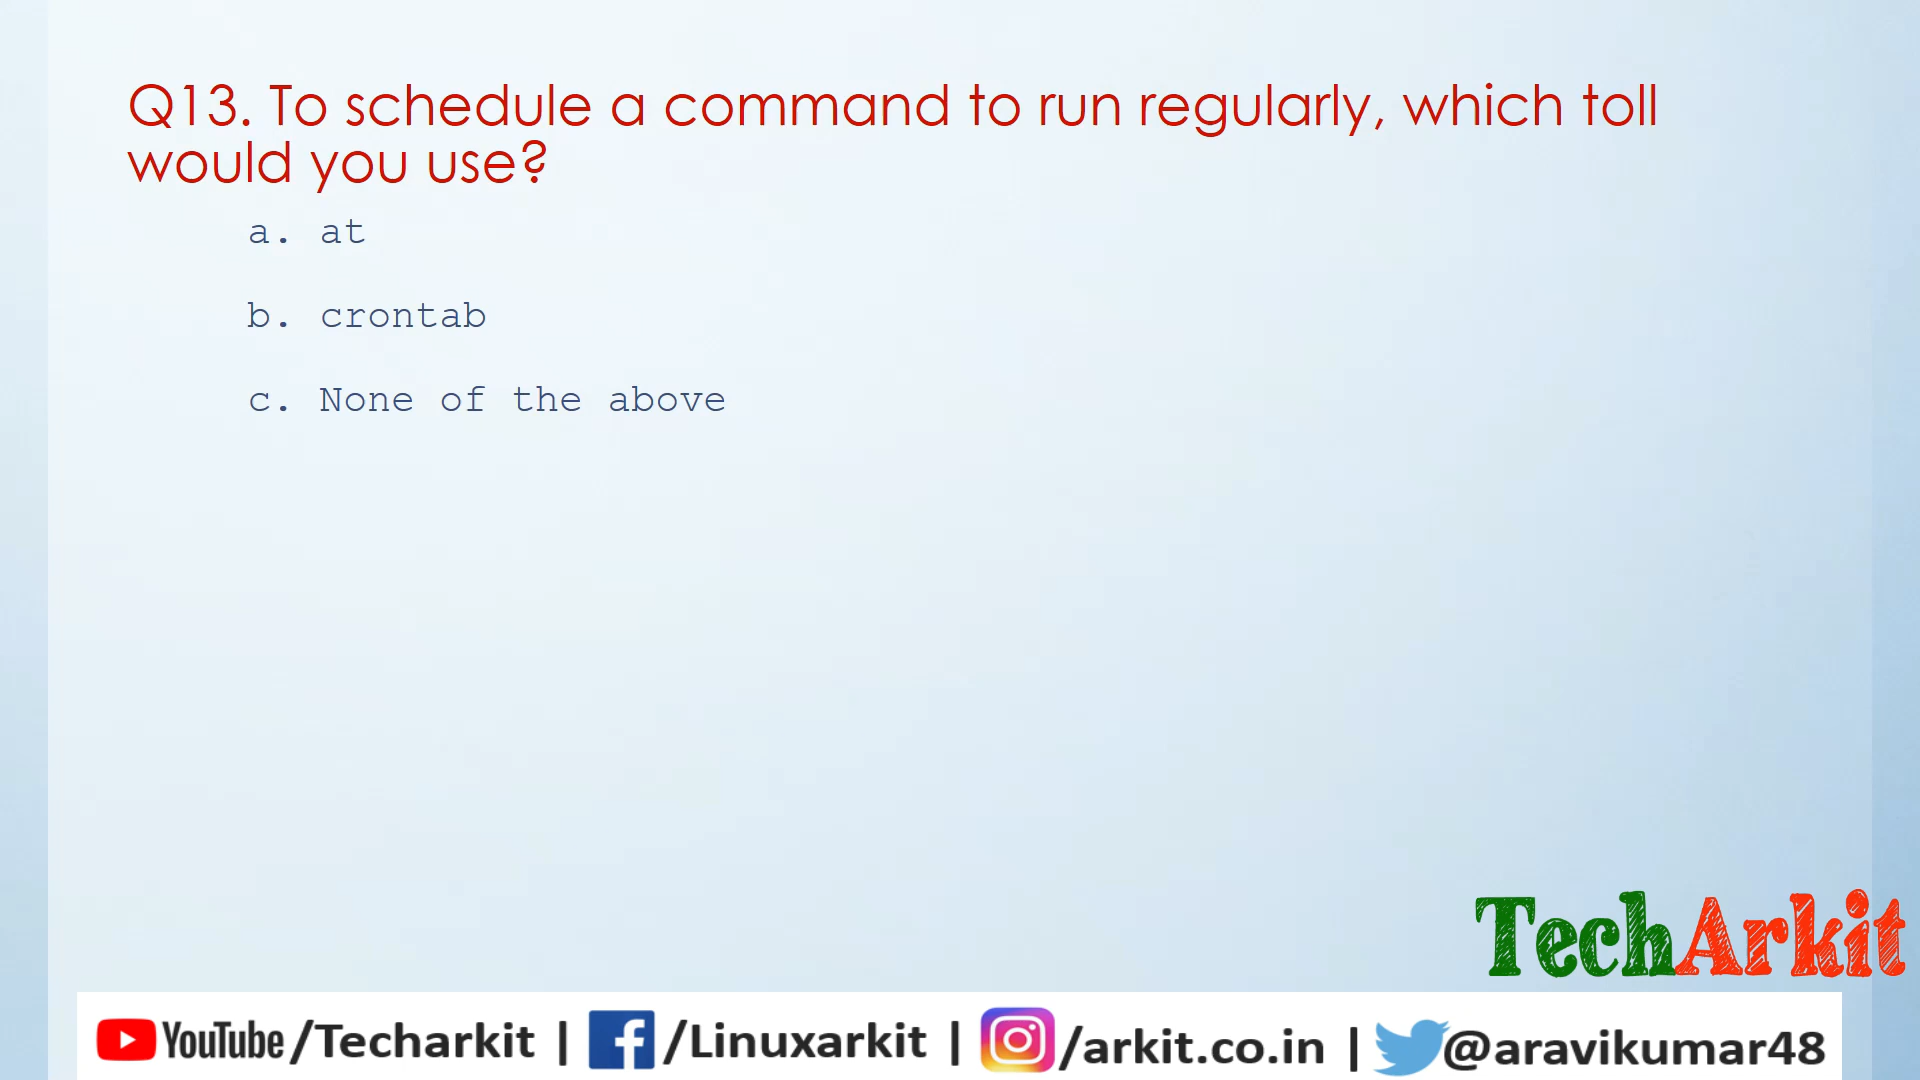 Q13. To schedule a command to run regularly, which toll
would you use?
a. at
b. crontab
c. None of the above
TechArkit
YouTube /Techarkit | /Linuxarkit | /arkit.co.in | @aravikumar48